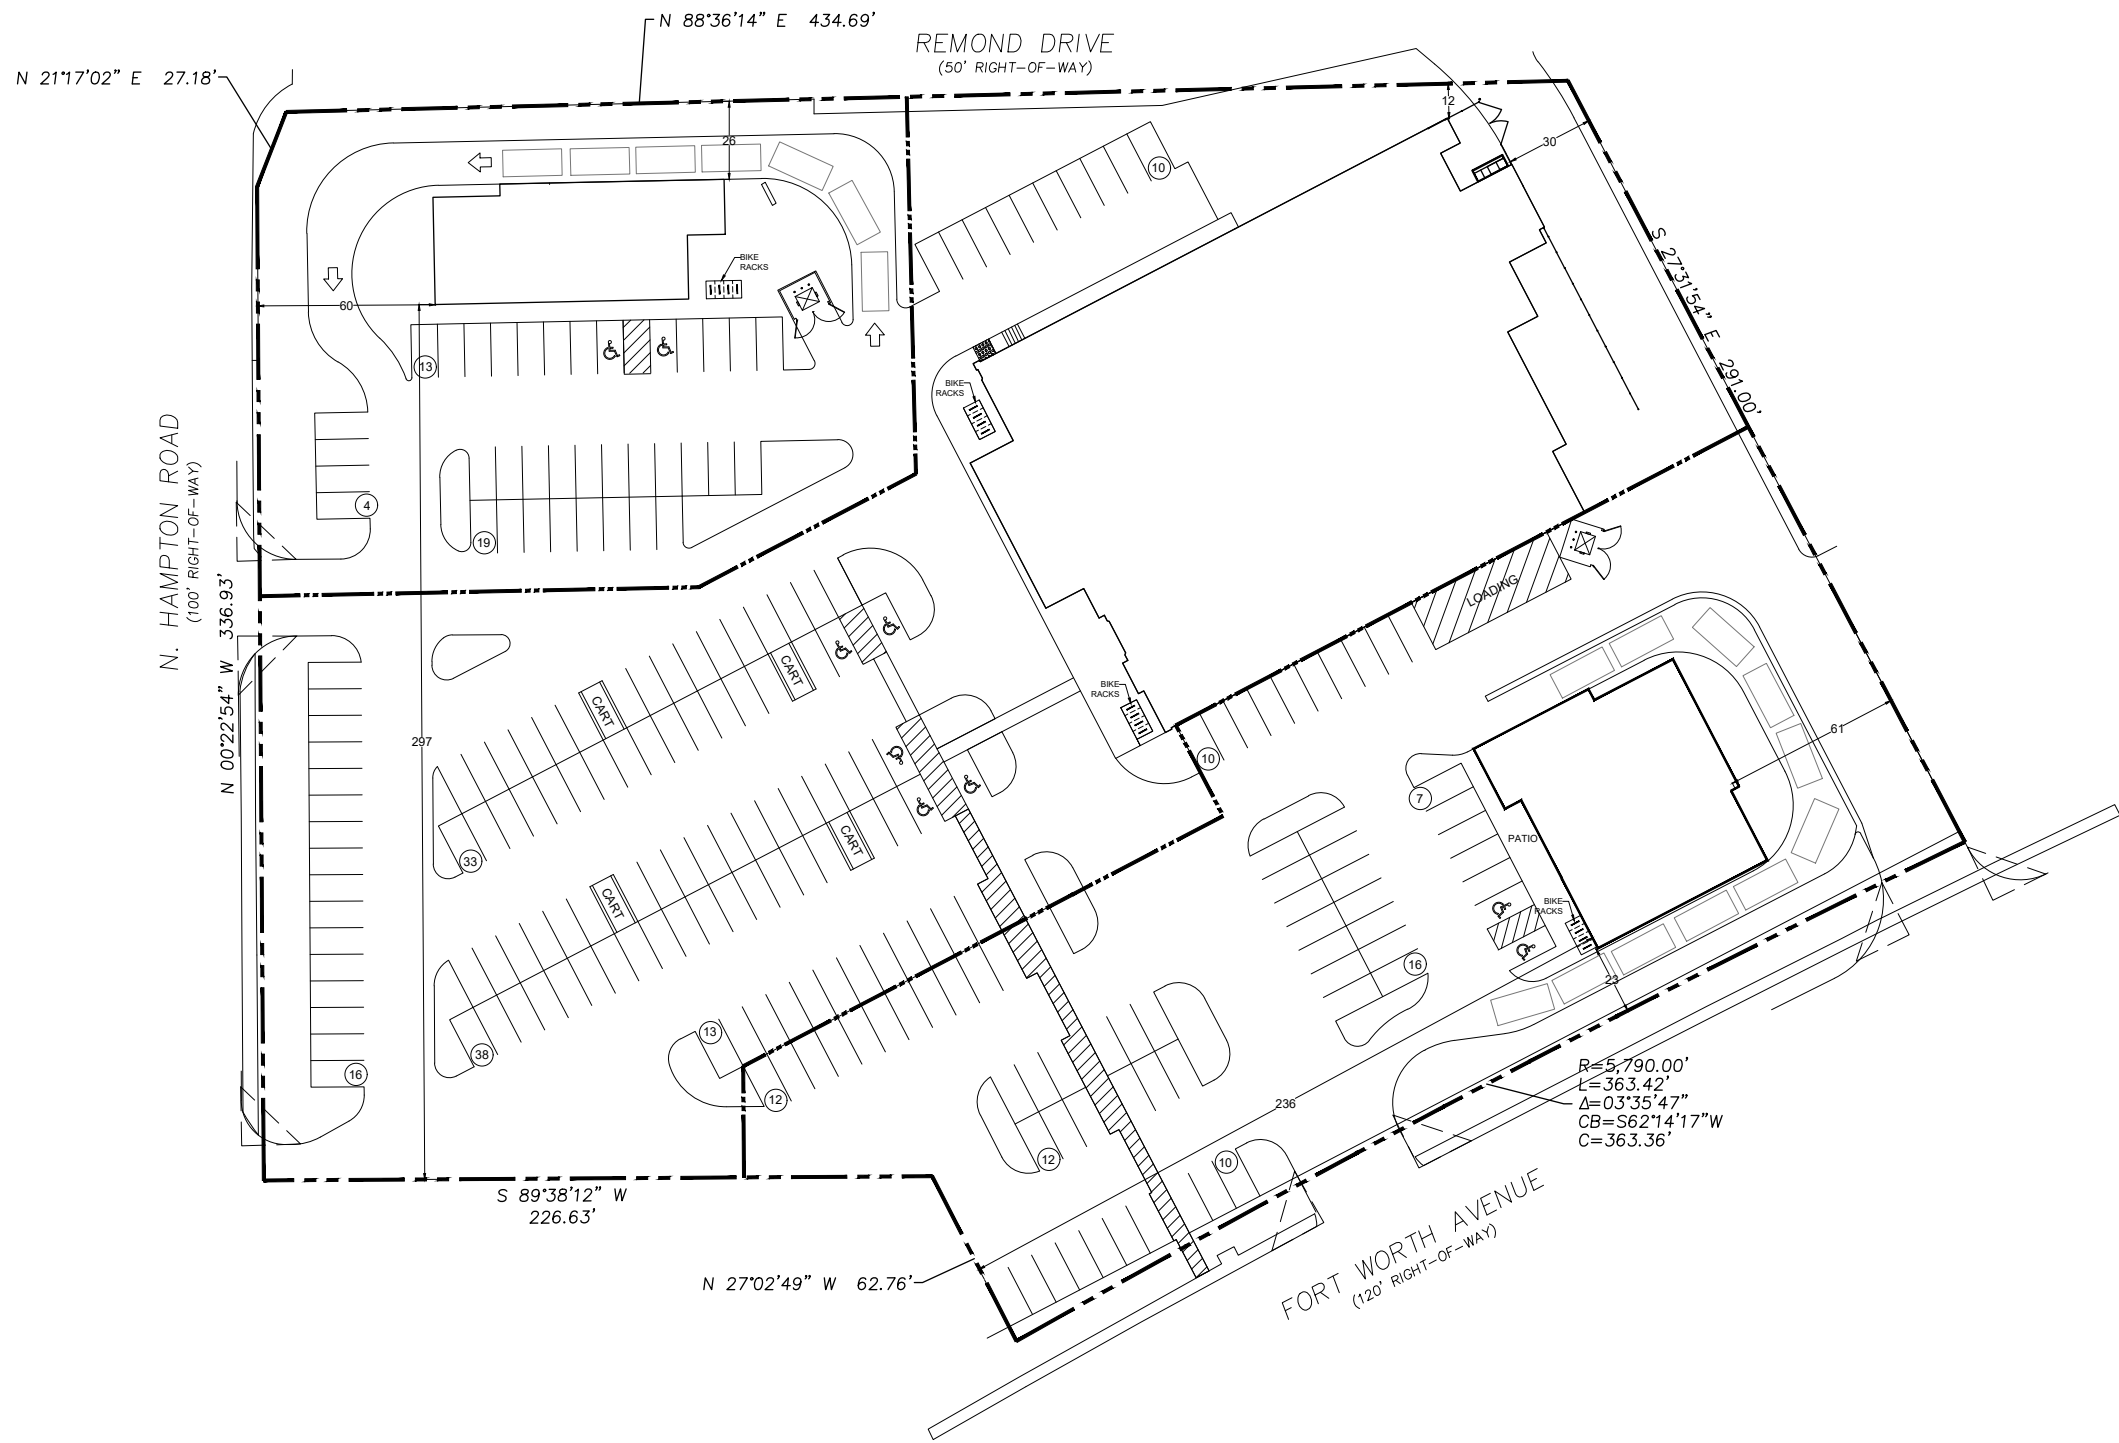 N 88°36'14" E 434.69'
REMOND DRIVE
(50' RIGHT-OF-WAY)
N 21°17'02" E 27.18'
12
26
30
10
S 27°31'54" E 291.00'
BIKE
RACKS
60
13
BIKE
RACKS
N. HAMPTON ROAD
(100' RIGHT-OF-WAY)
4
19
N 00°22'54" W 336.93'
LOADING
CART
CART
BIKE
RACKS
297
10
61
7
33
CART
CART
PATIO
BIKE
RACKS
16
23
13
38
16
12
236
R=5,790.00'
L=363.42'
Δ=03°35'47"
CB=S62°14'17"W
C=363.36'
12
10
S 89°38'12" W
226.63'
N 27°02'49" W 62.76'
FORT WORTH AVENUE
(120' RIGHT-OF-WAY)